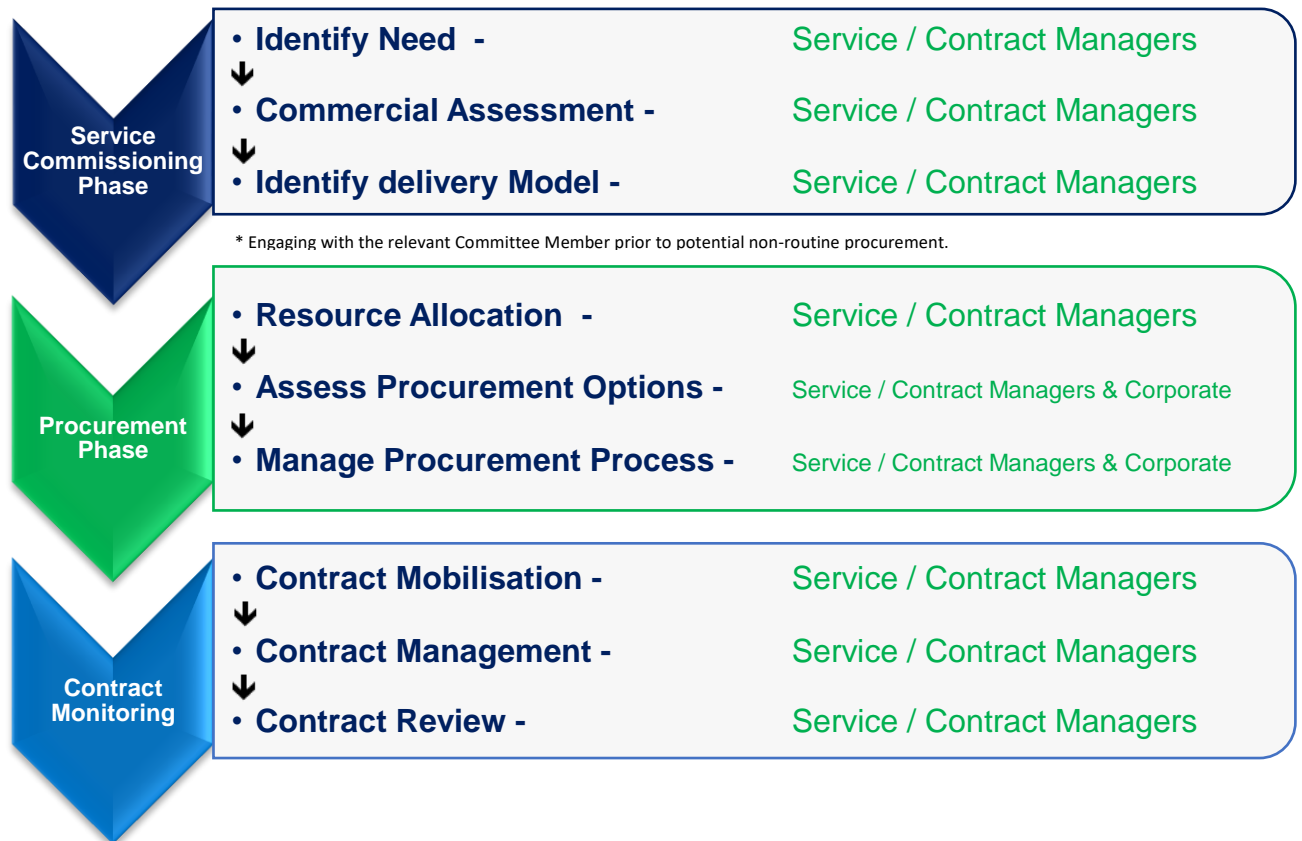 Service
Commissioning
Phase
• Identify Need - Service / Contract Managers
• Commercial Assessment - Service / Contract Managers
• Identify delivery Model - Service / Contract Managers
* Engaging with the relevant Committee Member prior to potential non-routine procurement.
Procurement
Phase
• Resource Allocation - Service / Contract Managers
• Assess Procurement Options - Service / Contract Managers & Corporate
• Manage Procurement Process - Service / Contract Managers & Corporate
Contract
Monitoring
• Contract Mobilisation - Service / Contract Managers
• Contract Management - Service / Contract Managers
• Contract Review - Service / Contract Managers